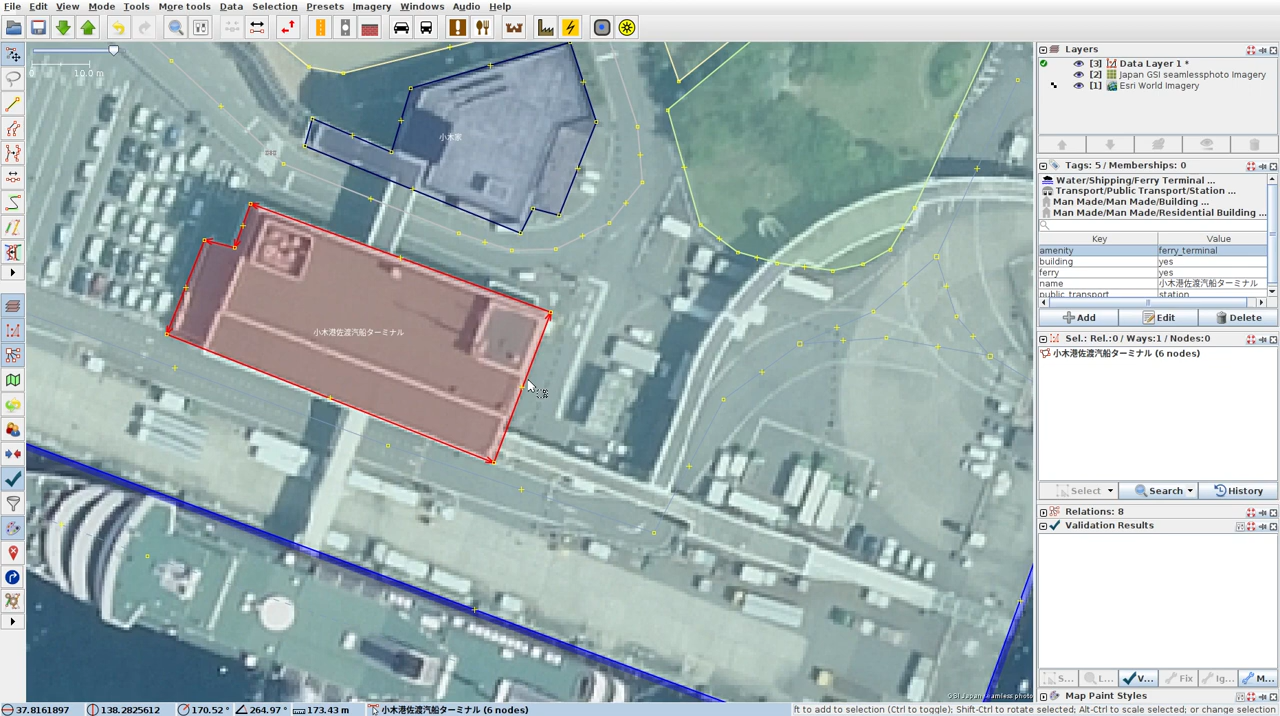 File Edit View Mode Tools More tools Data Selection Presets Imagery Windows Audio Help
10.0 m
小木家
小木港佐渡汽船ターミナル
GSI Japan seamless photo
Layers
[3] Data Layer 1 *
[2] Japan GSI seamlessphoto Imagery
[1] Esri World Imagery
Tags: 5 / Memberships: 0
Water/Shipping/Ferry Terminal ...
Transport/Public Transport/Station ...
Man Made/Man Made/Building ...
Man Made/Man Made/Residential Building ...
Key Value
amenity ferry_terminal
building yes
ferry yes
name 小木港佐渡汽船ターミナル
public_transport station
Add Edit Delete
Sel.: Rel.:0 / Ways:1 / Nodes:0
小木港佐渡汽船ターミナル (6 nodes)
Select Search History
Relations: 8
Validation Results
S... L... V... Fix Ig... M...
Map Paint Styles
37.8161897 138.2825612 170.52 ° 264.97° 173.43 m 小木港佐渡汽船ターミナル (6 nodes) ft to add to selection (Ctrl to toggle); Shift-Ctrl to rotate selected; Alt-Ctrl to scale selected; or change selection